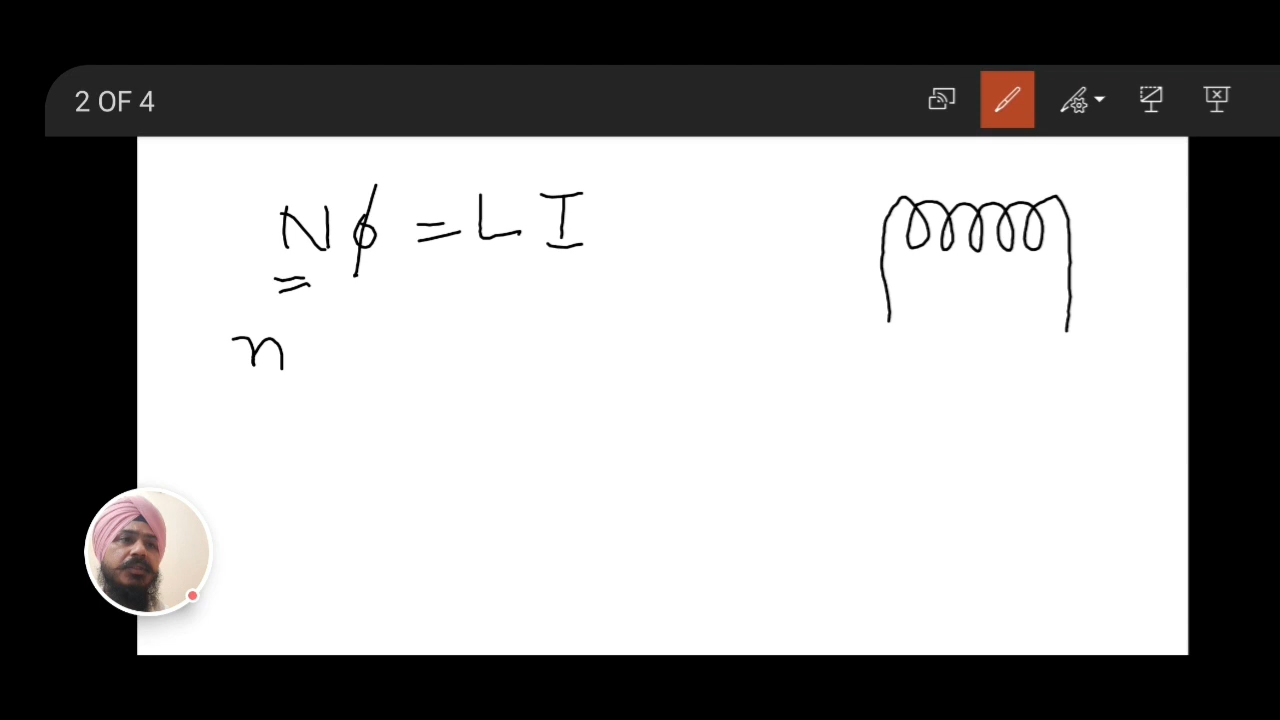 2 OF 4
Nϕ = LI
=
n